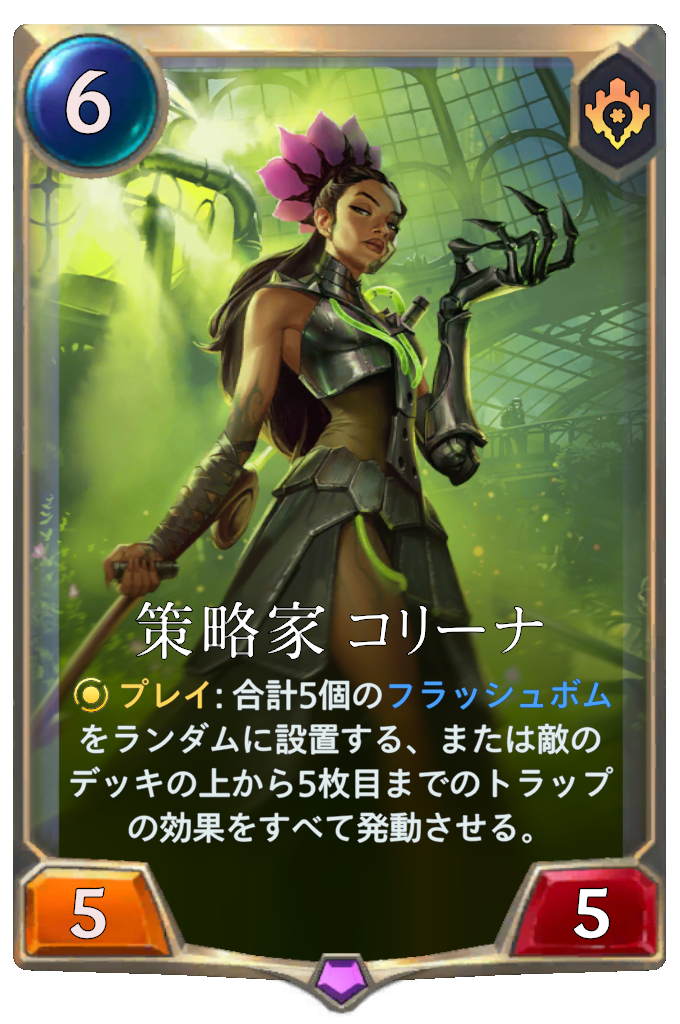 6
策略家 コリーナ
プレイ: 合計5個のフラッシュボム
をランダムに設置する、または敵の
デッキの上から5枚目までのトラップ
の効果をすべて発動させる。
5
5